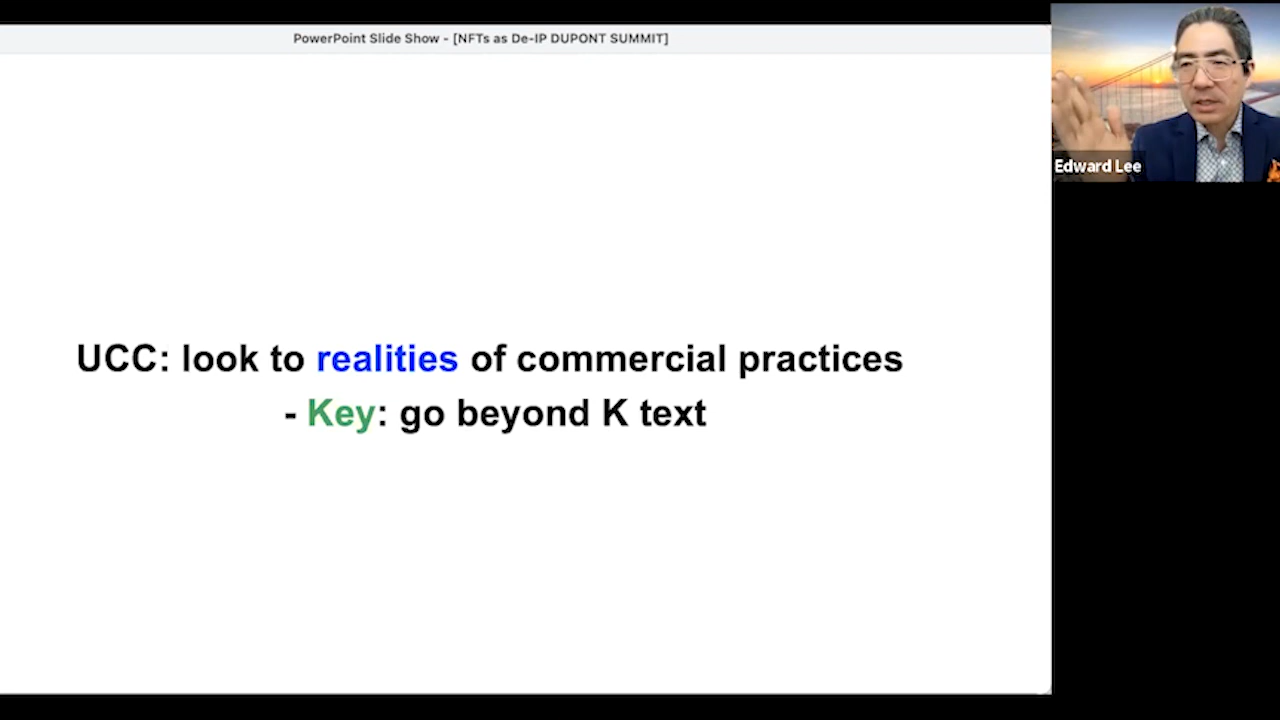 PowerPoint Slide Show - [NFTs as De-IP DUPONT SUMMIT]
Edward Lee
UCC: look to realities of commercial practices
- Key: go beyond K text